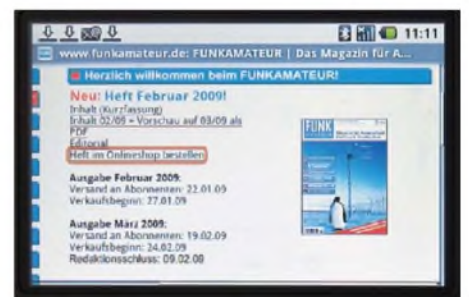 11:11
www.funkamateur.de: FUNKAMATEUR | Das Magazin für A...
Herzlich willkommen beim FUNKAMATEUR!
Neu: Heft Februar 2009!
Inhalt (Kurzfassung)
Inhalt 02/09 + Vorschau auf 03/09 als
PDF
Editorial
Heft im Onlineshop bestellen
Ausgabe Februar 2009:
Versand an Abonnenten: 22.01.09
Verkaufsbeginn: 27.01.09
Ausgabe März 2009:
Versand an Abonnenten: 19.02.09
Verkaufsbeginn: 24.02.09
Redaktionsschluss: 09.02.09
FUNK